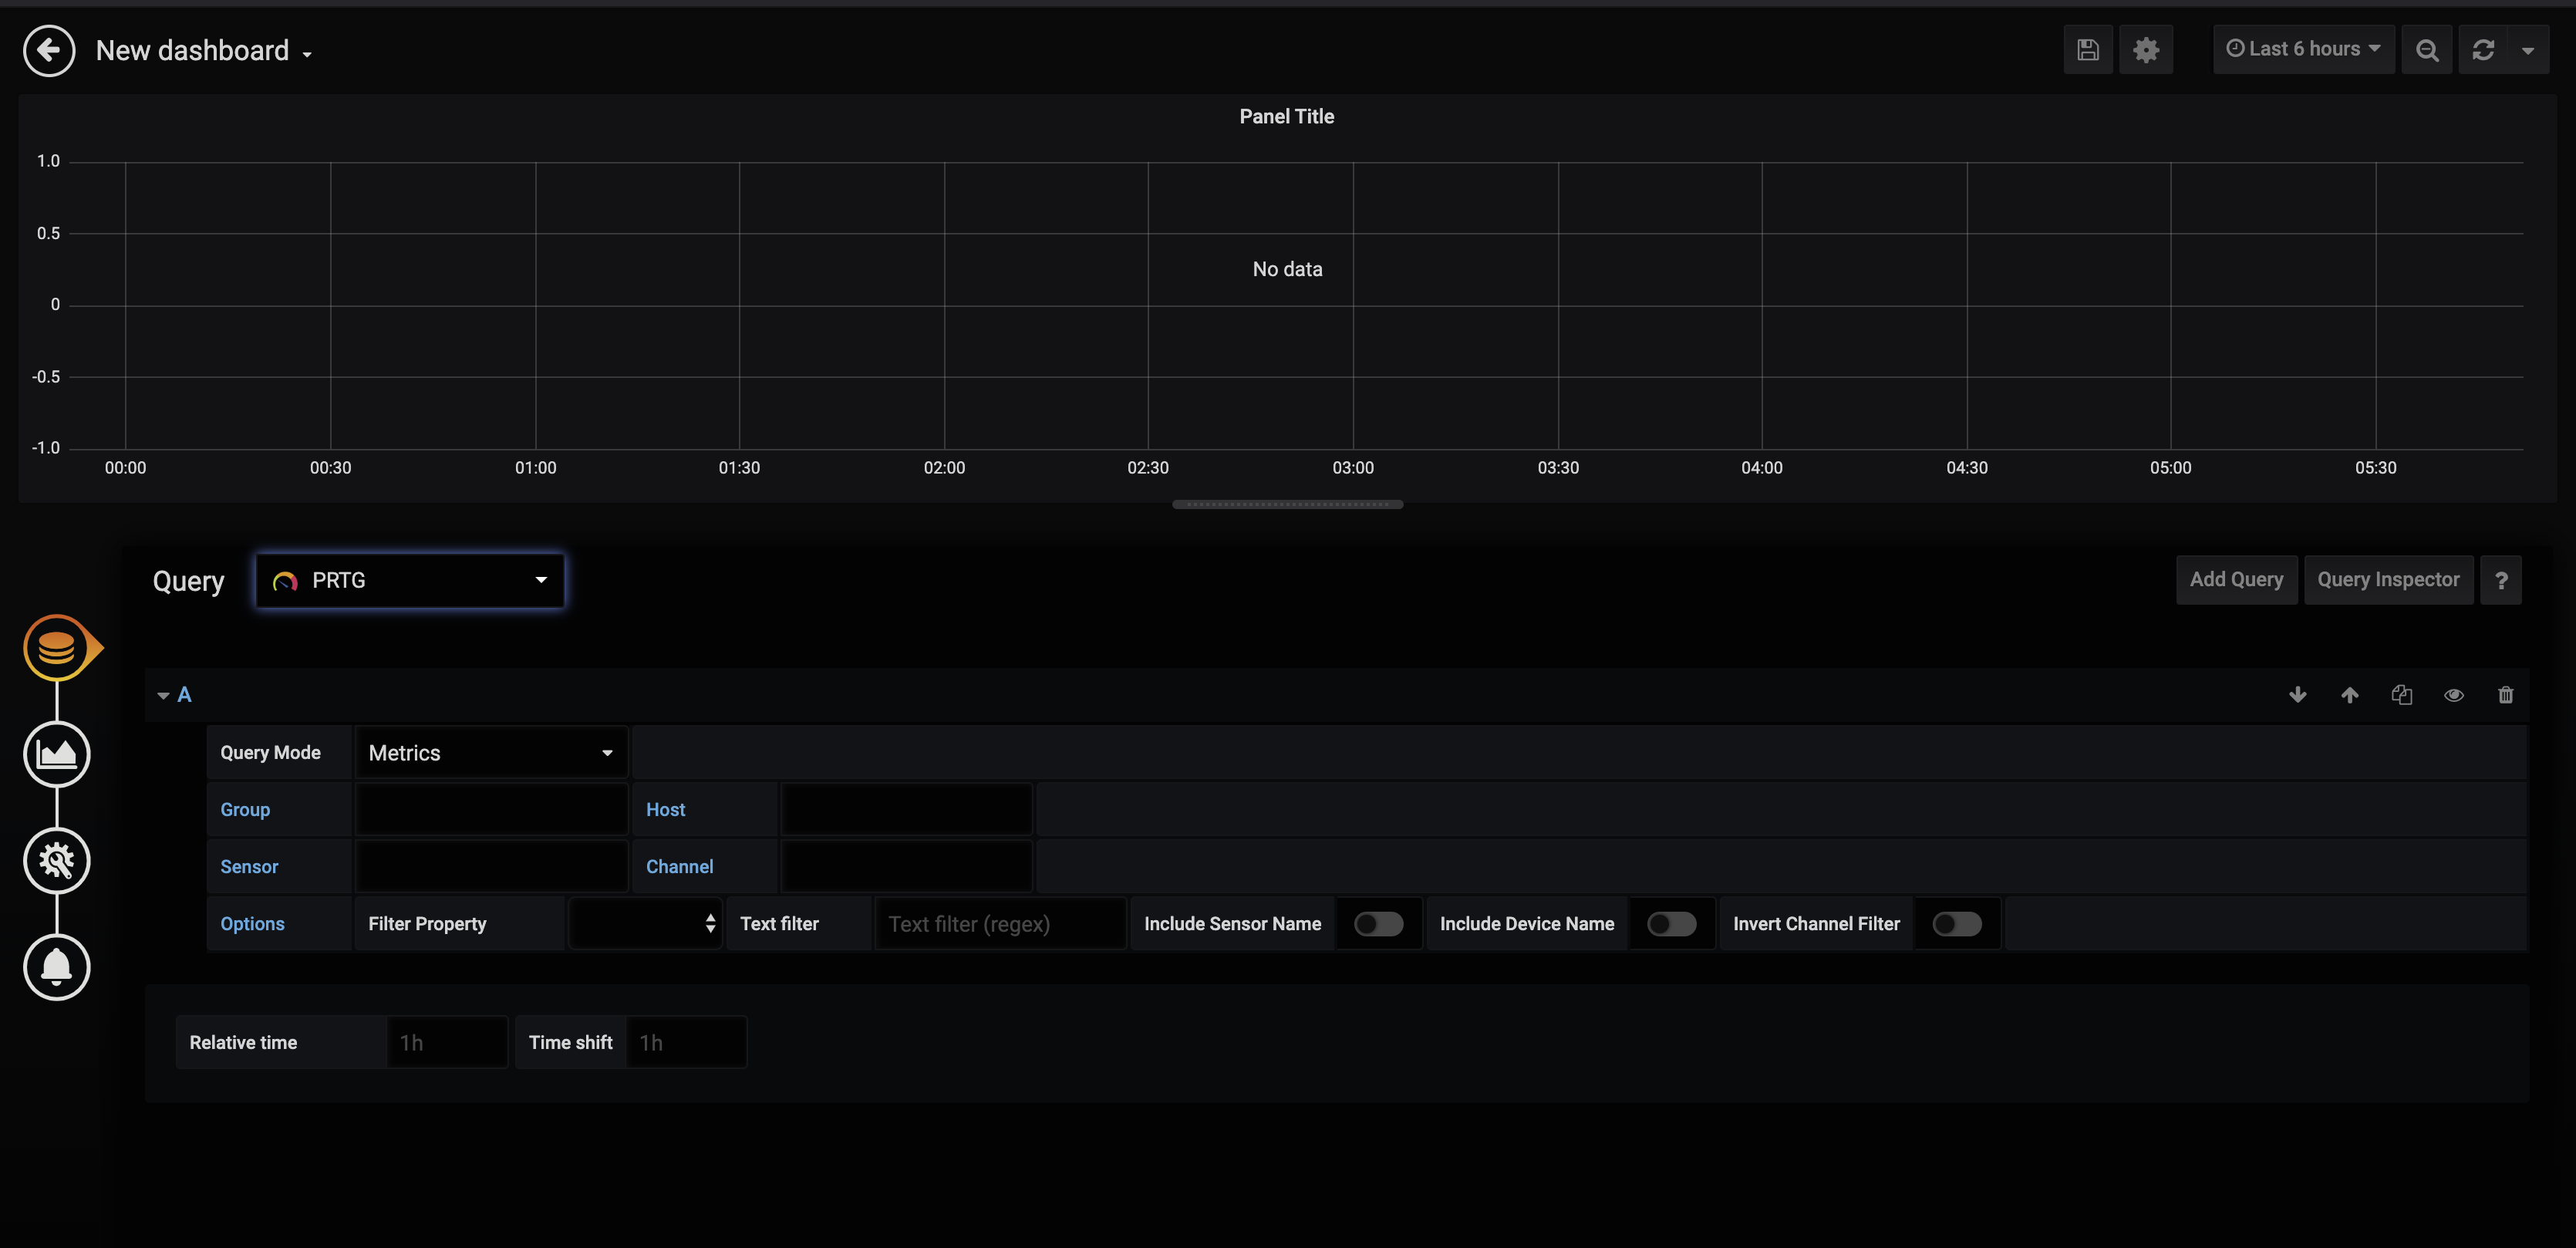 New dashboard
Last 6 hours
Panel Title
1.0
0.5
No data
0
-0.5
-1.0
00:00 00:30 01:00 01:30 02:00 02:30 03:00 03:30 04:00 04:30 05:00 05:30
Query PRTG Add Query Query Inspector ?
A
Query Mode Metrics
Group Host
Sensor Channel
Options Filter Property Text filter Text filter (regex) Include Sensor Name Include Device Name Invert Channel Filter
Relative time 1h Time shift 1h